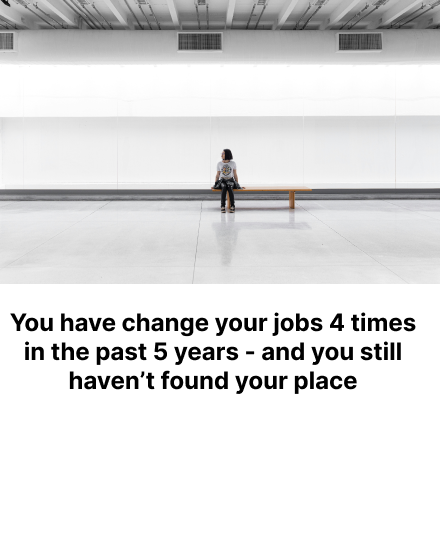 You have change your jobs 4 times
in the past 5 years - and you still
haven’t found your place